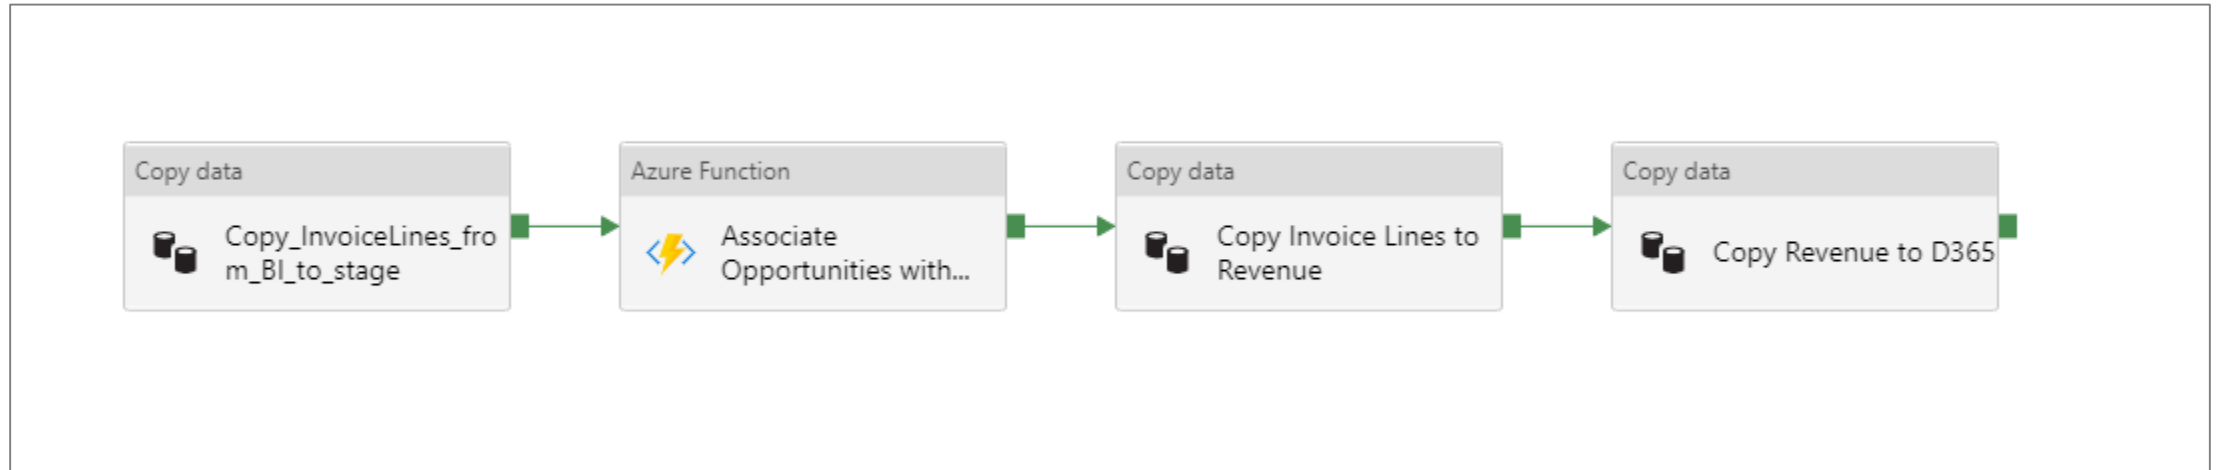 Copy data
Copy_InvoiceLines_fro
m_BI_to_stage
Azure Function
Associate
Opportunities with...
Copy data
Copy Invoice Lines to
Revenue
Copy data
Copy Revenue to D365